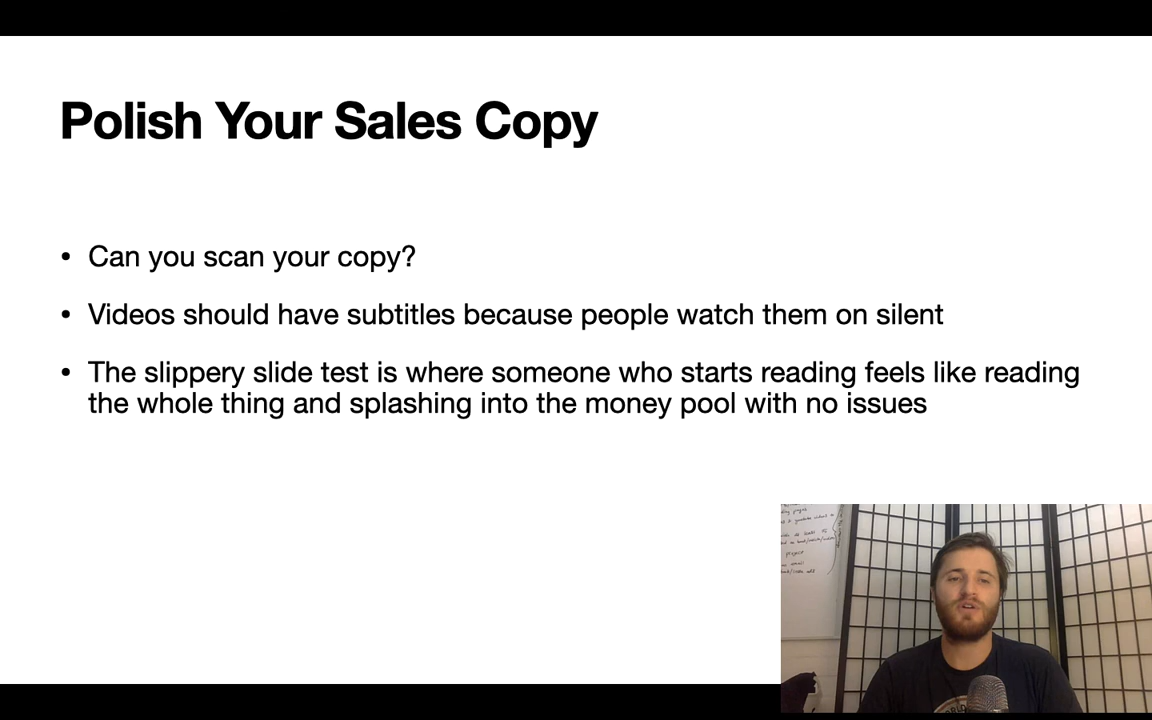 Polish Your Sales Copy
• Can you scan your copy?
• Videos should have subtitles because people watch them on silent
• The slippery slide test is where someone who starts reading feels like reading
the whole thing and splashing into the money pool with no issues
project